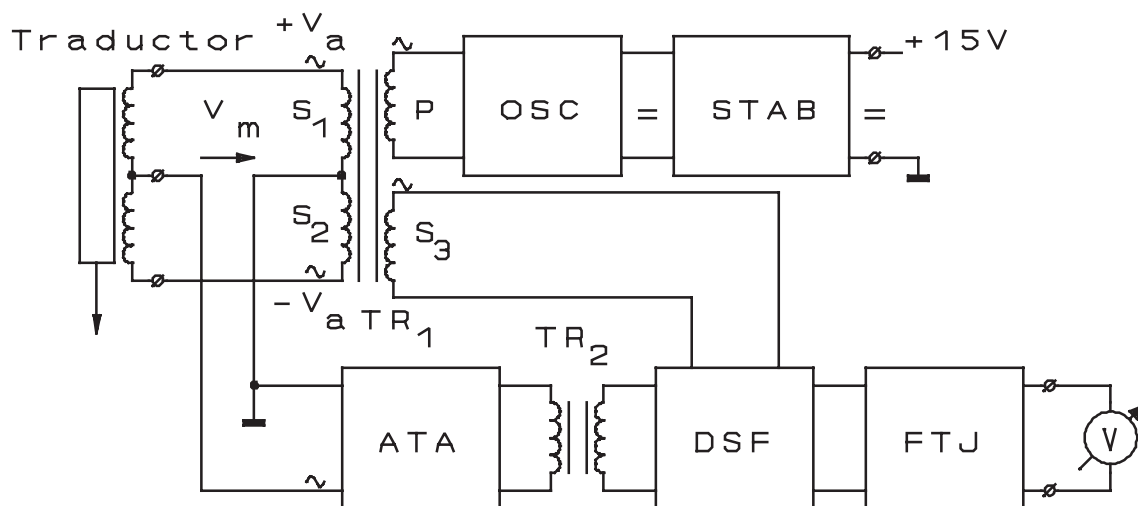 Traductor
+Va
Vm
S1
P
OSC
=
STAB
=
+15V
S2
S3
-Va
TR1
TR2
ATA
DSF
FTJ
V